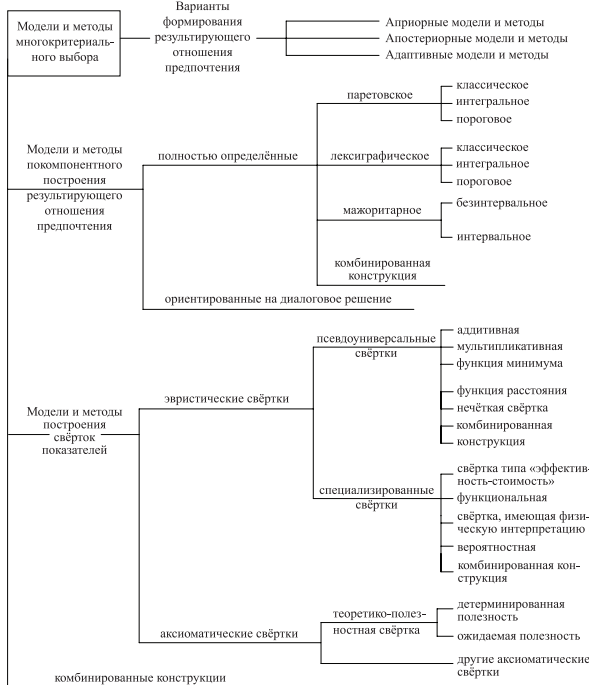 Модели и методы
многокритериаль-
ного выбора
Варианты
формирования
результирующего
отношения
предпочтения
Априорные модели и методы
Апостериорные модели и методы
Адаптивные модели и методы
Модели и методы
покомпонентного
построения
результирующего
отношения
предпочтения
полностью определённые
паретовское
классическое
интегральное
пороговое
лексиграфическое
классическое
интегральное
пороговое
мажоритарное
безинтервальное
интервальное
комбинированная
конструкция
ориентированные на диалоговое решение
Модели и методы
построения
свёрток
показателей
эвристические свёртки
псевдоуниверсальные
свёртки
аддитивная
мультипликативная
функция минимума
функция расстояния
нечёткая свёртка
комбинированная
конструкция
специализированные
свёртки
свёртка типа «эффектив-
ность-стоимость»
функциональная
свёртка, имеющая физи-
ческую интерпретацию
вероятностная
комбинированная кон-
струкция
аксиоматические свёртки
теоретико-полез-
ностная свёртка
детерминированная
полезность
ожидаемая полезность
другие аксиоматические
свёртки
комбинированные конструкции